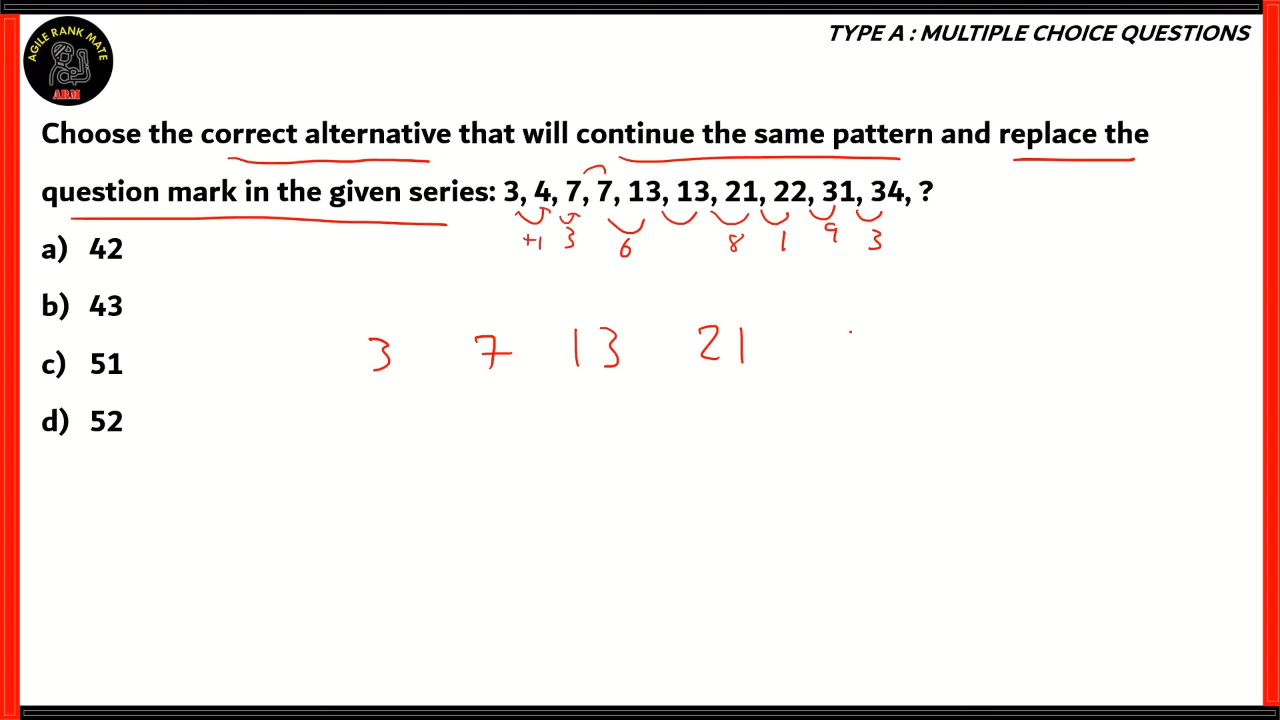 TYPE A : MULTIPLE CHOICE QUESTIONS
AGILE RANK MATE
ARM
Choose the correct alternative that will continue the same pattern and replace the
question mark in the given series: 3, 4, 7, 7, 13, 13, 21, 22, 31, 34, ?
+1 3 6 8 1 9 3
a) 42
b) 43
3 7 13 21
c) 51
d) 52